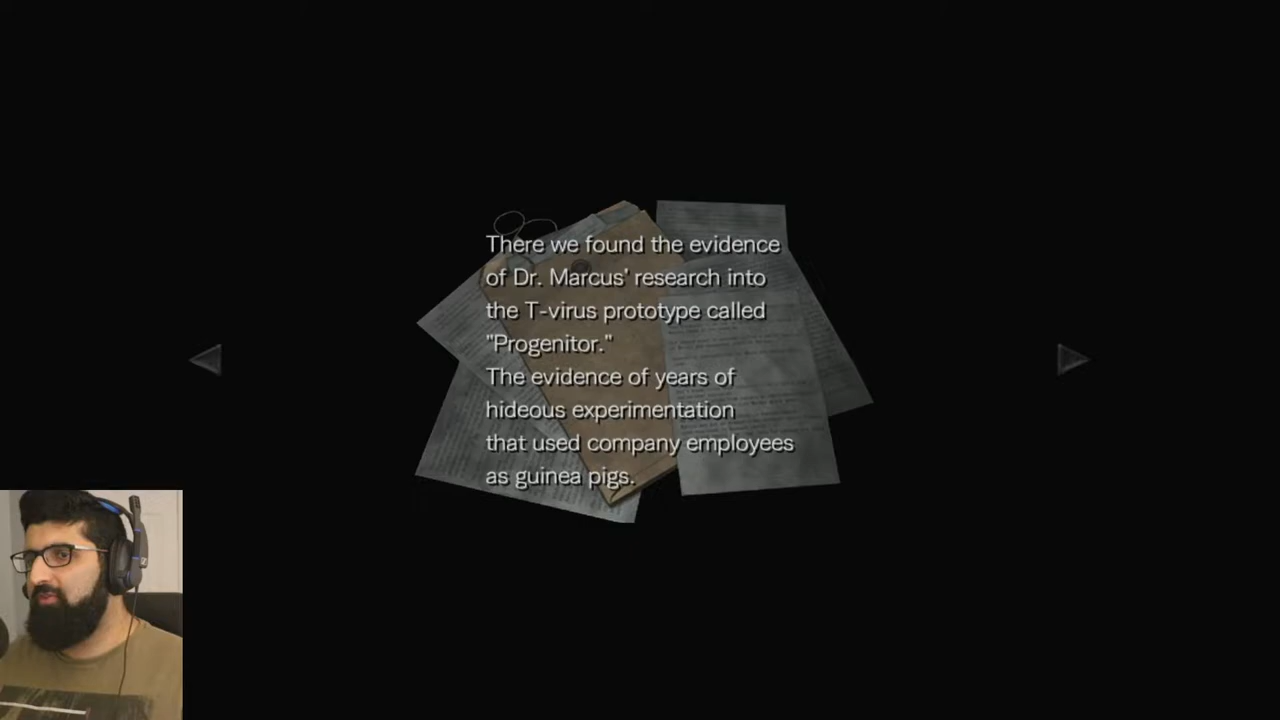 There we found the evidence
of Dr. Marcus' research into
the T-virus prototype called
"Progenitor."
The evidence of years of
hideous experimentation
that used company employees
as guinea pigs.